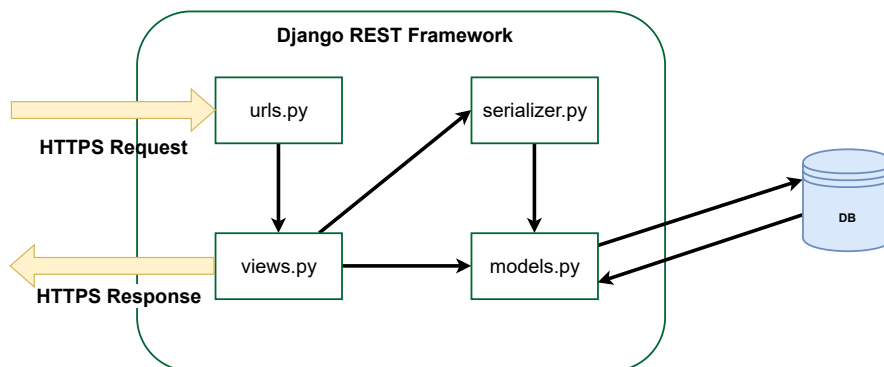 Django REST Framework
urls.py
serializer.py
HTTPS Request
DB
views.py
models.py
HTTPS Response